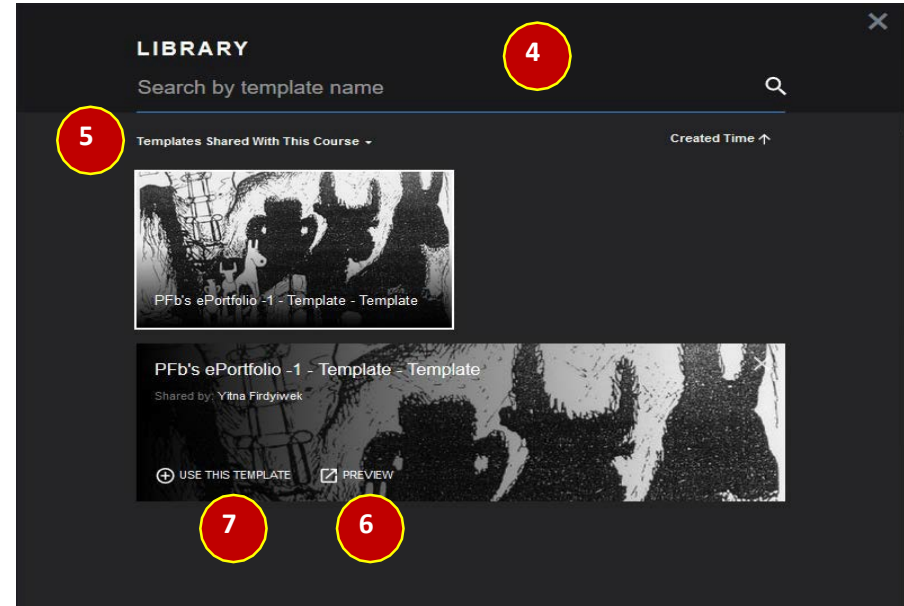 LIBRARY
4
Search by template name
5
Templates Shared With This Course
Created Time
PFb's ePortfolio -1 - Template - Template
PFb's ePortfolio -1 - Template - Template
Shared by: Yitna Firdyiwek
USE THIS TEMPLATE
PREVIEW
7
6